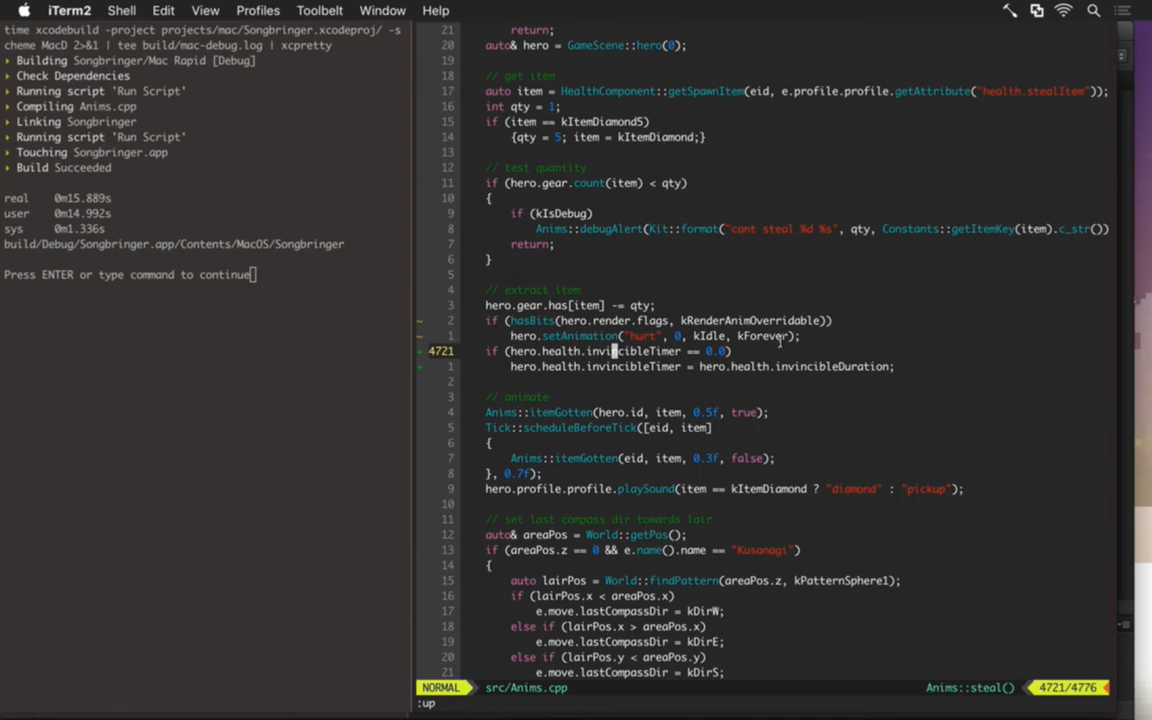 iTerm2 Shell Edit View Profiles Toolbelt Window Help
time xcodebuild -project projects/mac/Songbringer.xcodeproj/ -s
cheme MacD 2>&1 | tee build/mac-debug.log | xcpretty
▸ Building Songbringer/Mac Rapid [Debug]
▸ Check Dependencies
▸ Running script 'Run Script'
▸ Compiling Anims.cpp
▸ Linking Songbringer
▸ Running script 'Run Script'
▸ Touching Songbringer.app
▸ Build Succeeded
real 0m15.889s
user 0m14.992s
sys 0m1.336s
build/Debug/Songbringer.app/Contents/MacOS/Songbringer
Press ENTER or type command to continue
21 return;
20 auto& hero = GameScene::hero(0);
19
18 // get item
17 auto item = HealthComponent::getSpawnItem(eid, e.profile.profile.getAttribute("health.stealItem"));
16 int qty = 1;
15 if (item == kItemDiamond5)
14 {qty = 5; item = kItemDiamond;}
13
12 // test quantity
11 if (hero.gear.count(item) < qty)
10 {
9 if (kIsDebug)
8 Anims::debugAlert(Kit::format("cant steal %d %s", qty, Constants::getItemKey(item).c_str())
7 return;
6 }
5
4 // extract item
3 hero.gear.has[item] -= qty;
~ 2 if (hasBits(hero.render.flags, kRenderAnimOverridable))
~ 1 hero.setAnimation("hurt", 0, kIdle, kForever);
+ 4721 if (hero.health.invincibleTimer == 0.0)
+ 1 hero.health.invincibleTimer = hero.health.invincibleDuration;
2
3 // animate
4 Anims::itemGotten(hero.id, item, 0.5f, true);
5 Tick::scheduleBeforeTick([eid, item]
6 {
7 Anims::itemGotten(eid, item, 0.3f, false);
8 }, 0.7f);
9 hero.profile.profile.playSound(item == kItemDiamond ? "diamond" : "pickup");
10
11 // set last compass dir towards lair
12 auto& areaPos = World::getPos();
13 if (areaPos.z == 0 && e.name().name == "Kusanagi")
14 {
15 auto lairPos = World::findPattern(areaPos.z, kPatternSphere1);
16 if (lairPos.x < areaPos.x)
17 e.move.lastCompassDir = kDirW;
18 else if (lairPos.x > areaPos.x)
19 e.move.lastCompassDir = kDirE;
20 else if (lairPos.y < areaPos.y)
21 e.move.lastCompassDir = kDirS;
NORMAL src/Anims.cpp Anims::steal() 4721/4776
:up